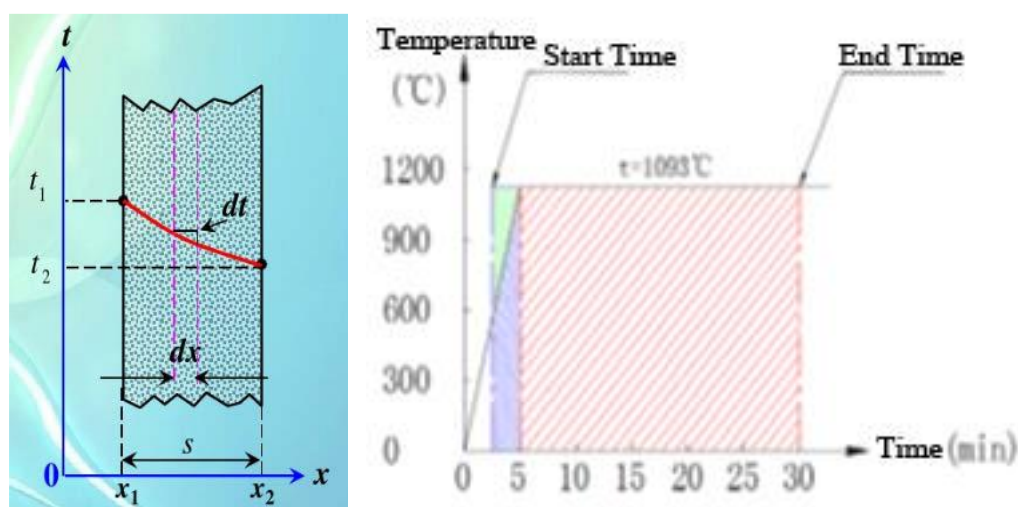 t
t₁
dt
t₂
dx
s
0
x₁
x₂
x
Temperature
(℃)
Start Time
End Time
1200
t=1093℃
900
600
300
0
0 5 10 15 20 25 30
Time (min)